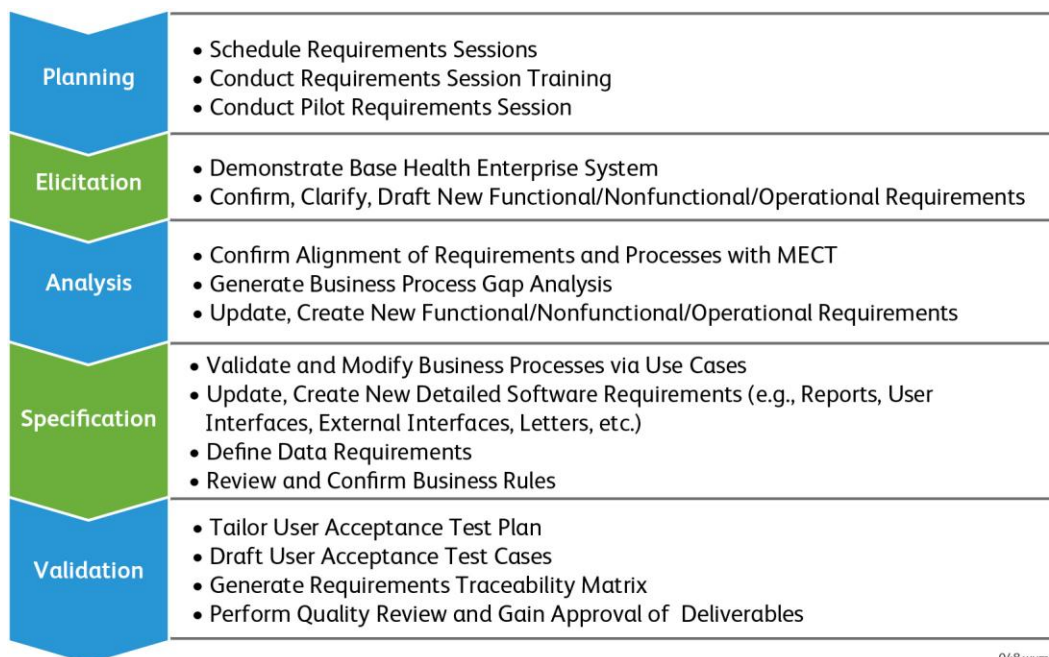 Planning
• Schedule Requirements Sessions
• Conduct Requirements Session Training
• Conduct Pilot Requirements Session
Elicitation
• Demonstrate Base Health Enterprise System
• Confirm, Clarify, Draft New Functional/Nonfunctional/Operational Requirements
Analysis
• Confirm Alignment of Requirements and Processes with MECT
• Generate Business Process Gap Analysis
• Update, Create New Functional/Nonfunctional/Operational Requirements
Specification
• Validate and Modify Business Processes via Use Cases
• Update, Create New Detailed Software Requirements (e.g., Reports, User
Interfaces, External Interfaces, Letters, etc.)
• Define Data Requirements
• Review and Confirm Business Rules
Validation
• Tailor User Acceptance Test Plan
• Draft User Acceptance Test Cases
• Generate Requirements Traceability Matrix
• Perform Quality Review and Gain Approval of Deliverables